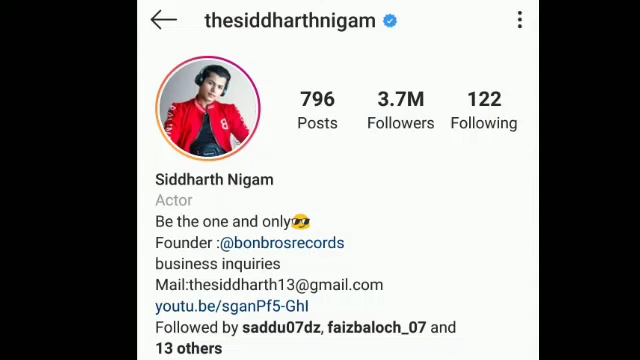 thesiddharthnigam
796 3.7M 122
Posts Followers Following
Siddharth Nigam
Actor
Be the one and only😎
Founder :@bonbrosrecords
business inquiries
Mail:thesiddharth13@gmail.com
youtu.be/sganPf5-GhI
Followed by saddu07dz, faizbaloch_07 and
13 others